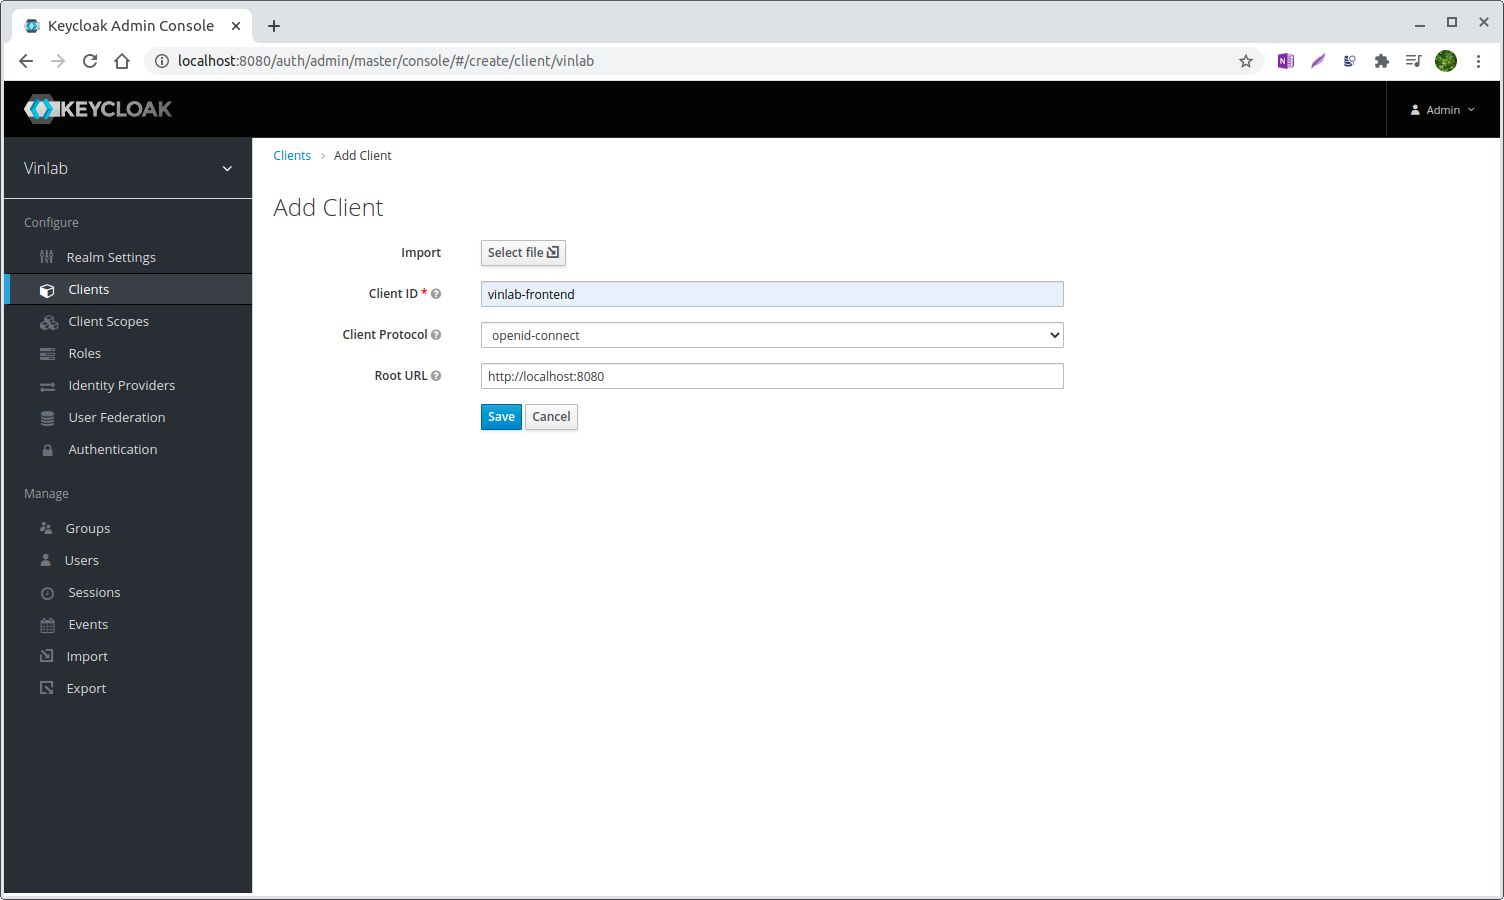 Keycloak Admin Console
localhost:8080/auth/admin/master/console/#/create/client/vinlab
KEYCLOAK
Admin
Vinlab
Configure
Realm Settings
Clients
Client Scopes
Roles
Identity Providers
User Federation
Authentication
Manage
Groups
Users
Sessions
Events
Import
Export
Clients › Add Client
Add Client
Import Select file
Client ID * vinlab-frontend
Client Protocol openid-connect
Root URL http://localhost:8080
Save Cancel